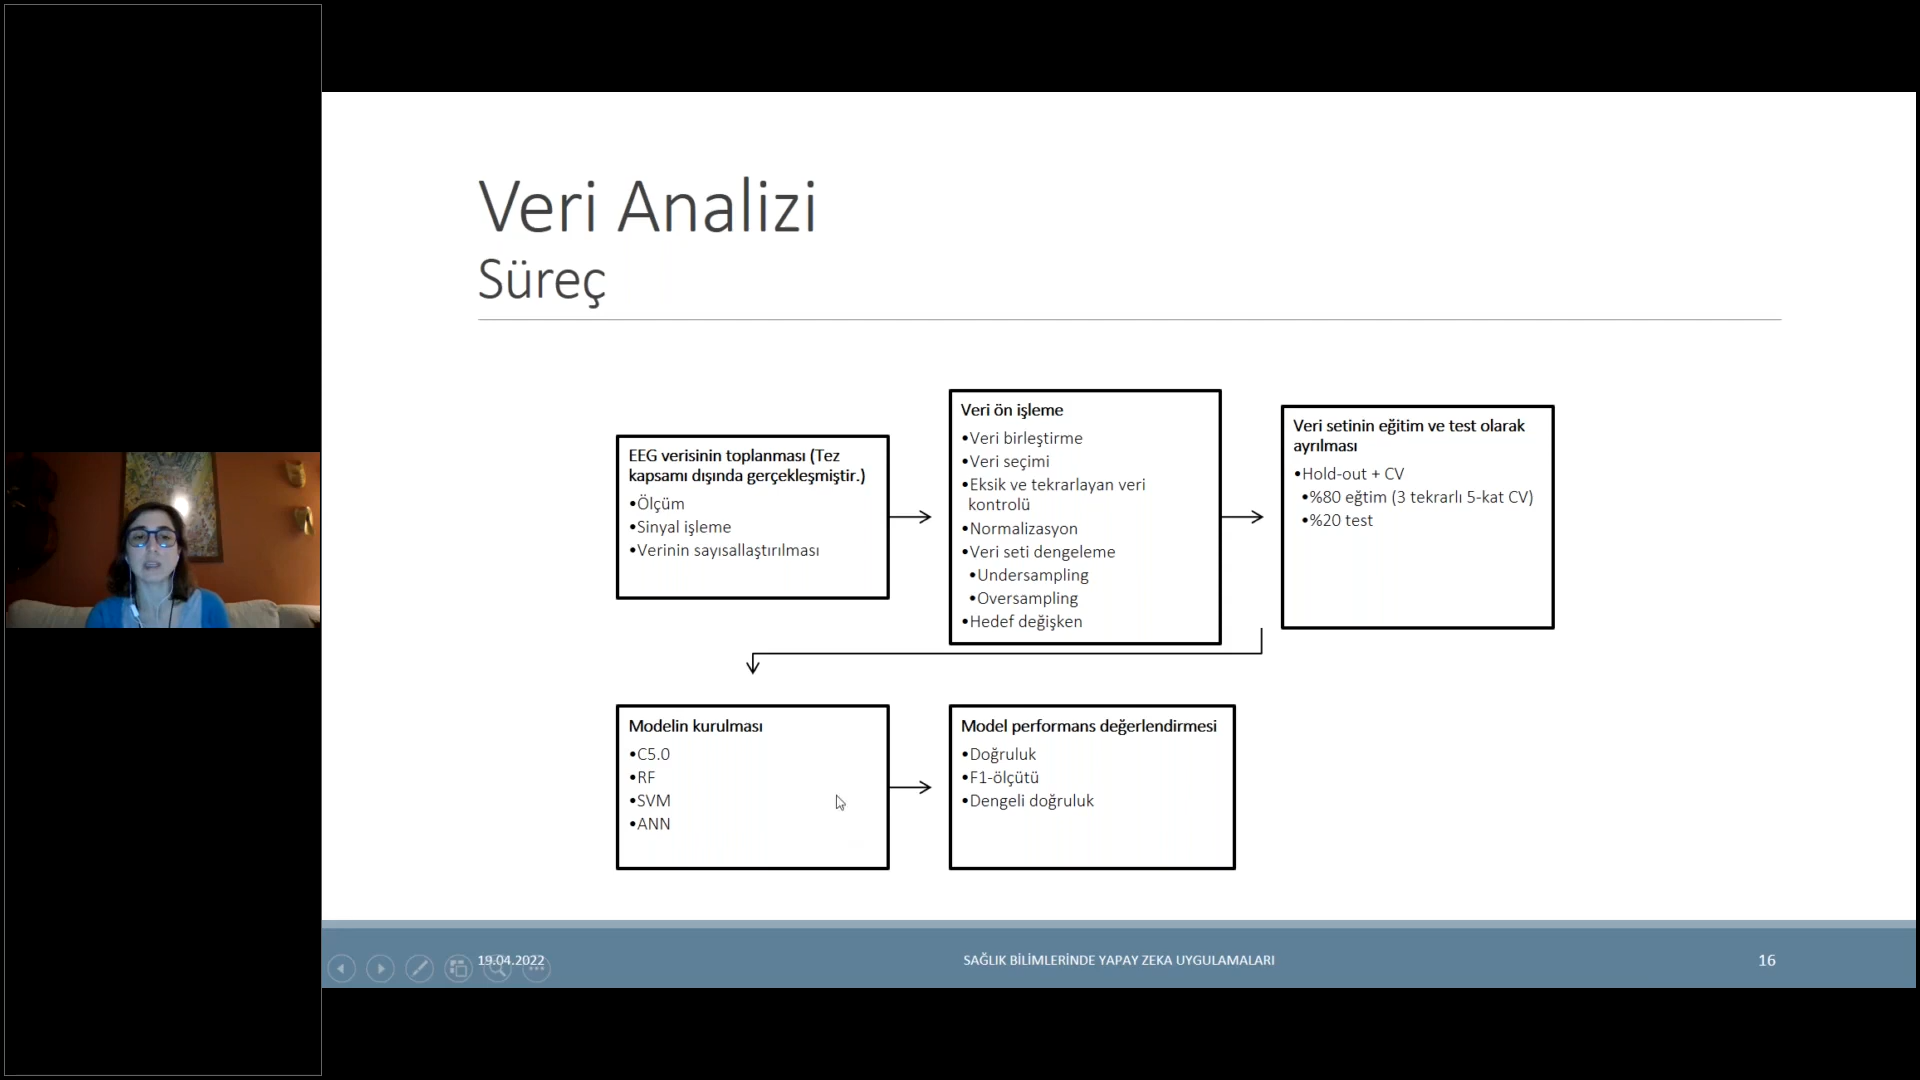 Veri Analizi
Süreç
EEG verisinin toplanması (Tez
kapsamı dışında gerçekleşmiştir.)
•Ölçüm
•Sinyal işleme
•Verinin sayısallaştırılması
Veri ön işleme
•Veri birleştirme
•Veri seçimi
•Eksik ve tekrarlayan veri
kontrolü
•Normalizasyon
•Veri seti dengeleme
•Undersampling
•Oversampling
•Hedef değişken
Veri setinin eğitim ve test olarak
ayrılması
•Hold-out + CV
•%80 eğtim (3 tekrarlı 5-kat CV)
•%20 test
Modelin kurulması
•C5.0
•RF
•SVM
•ANN
Model performans değerlendirmesi
•Doğruluk
•F1-ölçütü
•Dengeli doğruluk
19.04.2022
SAĞLIK BİLİMLERİNDE YAPAY ZEKA UYGULAMALARI
16